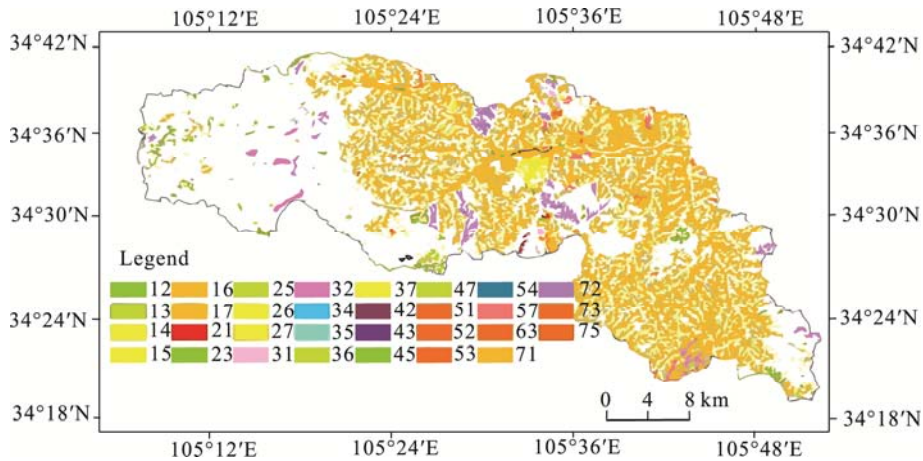 105°12′E 105°24′E 105°36′E 105°48′E
34°42′N 34°42′N
34°36′N 34°36′N
34°30′N 34°30′N
Legend
12 16 25 32 37 47 54 72
13 17 26 34 42 51 57 73
34°24′N 34°24′N
14 21 27 35 43 52 63 75
15 23 31 36 45 53 71
0 4 8 km
34°18′N 34°18′N
105°12′E 105°24′E 105°36′E 105°48′E